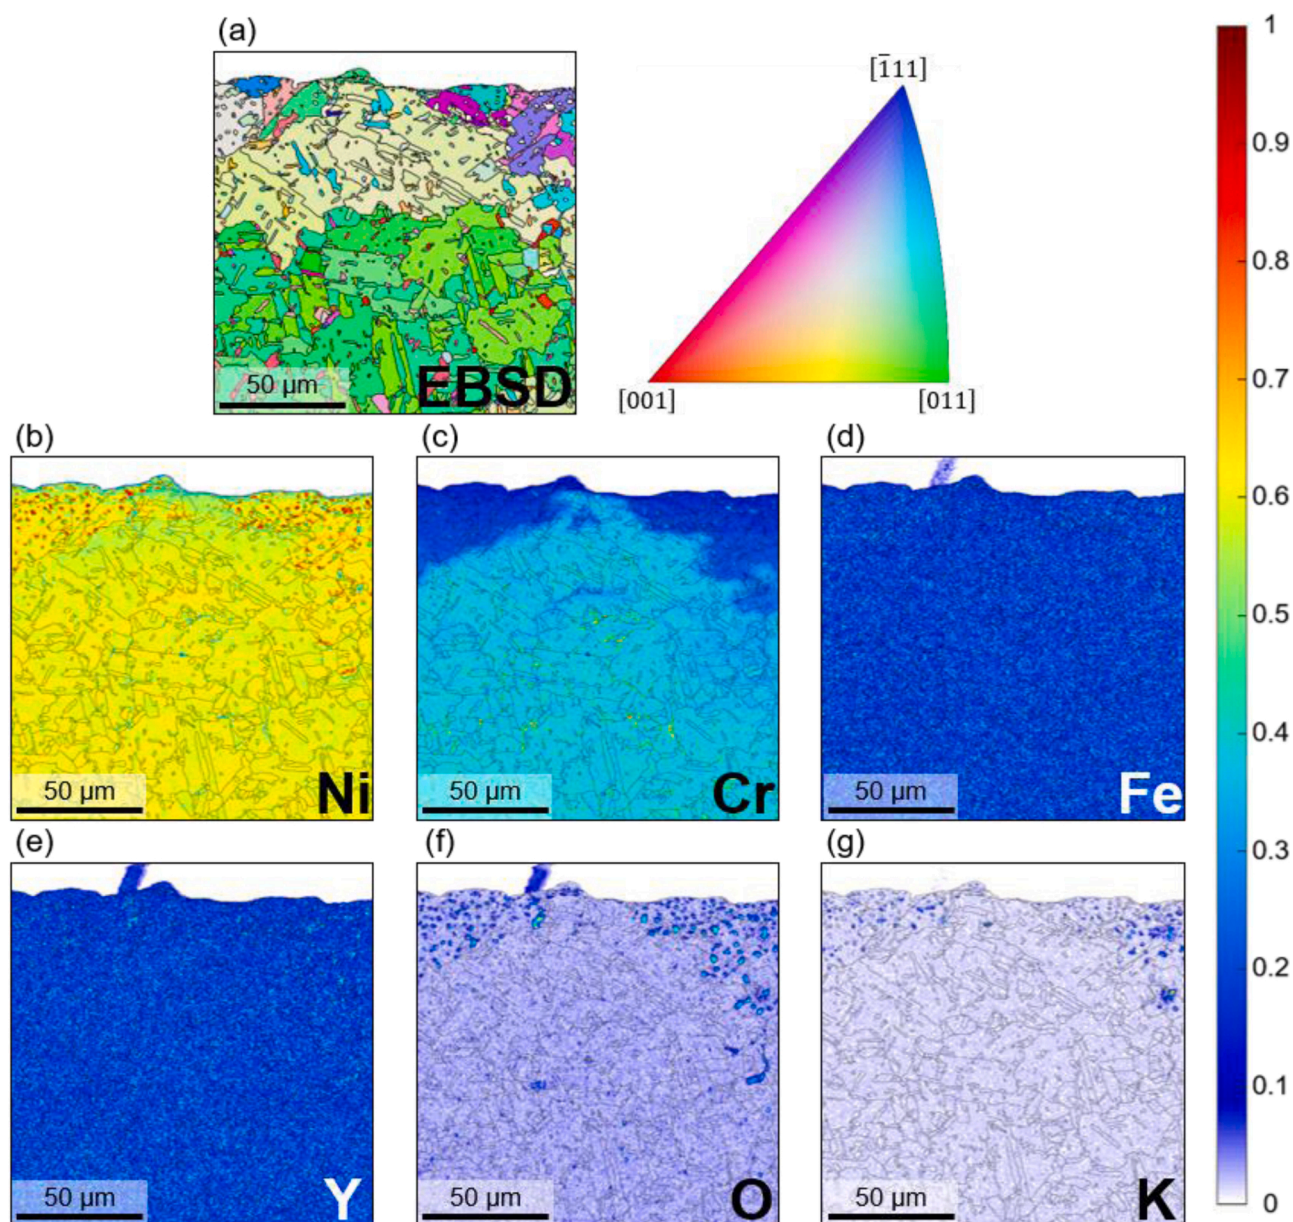 (a)
50 µm
EBSD
[1̅11]
[001]
[011]
1
0.9
0.8
0.7
0.6
0.5
0.4
0.3
0.2
0.1
0
(b)
50 µm
Ni
(c)
50 µm
Cr
(d)
50 µm
Fe
(e)
50 µm
Y
(f)
50 µm
O
(g)
50 µm
K